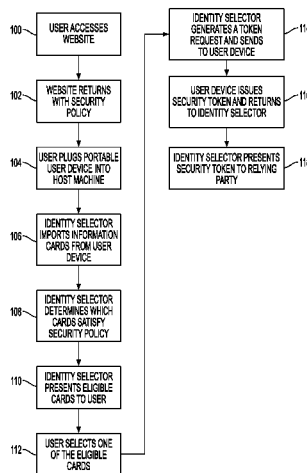 100
USER ACCESSES
WEBSITE
102
WEBSITE RETURNS
WITH SECURITY
POLICY
104
USER PLUGS PORTABLE
USER DEVICE INTO
HOST MACHINE
106
IDENTITY SELECTOR
IMPORTS INFORMATION
CARDS FROM USER
DEVICE
108
IDENTITY SELECTOR
DETERMINES WHICH
CARDS SATISFY
SECURITY POLICY
110
IDENTITY SELECTOR
PRESENTS ELIGIBLE
CARDS TO USER
112
USER SELECTS ONE
OF THE ELIGIBLE
CARDS
IDENTITY SELECTOR
GENERATES A TOKEN
REQUEST AND SENDS
TO USER DEVICE
USER DEVICE ISSUES
SECURITY TOKEN AND RETURNS
TO IDENTITY SELECTOR
IDENTITY SELECTOR PRESENTS
SECURITY TOKEN TO RELYING
PARTY